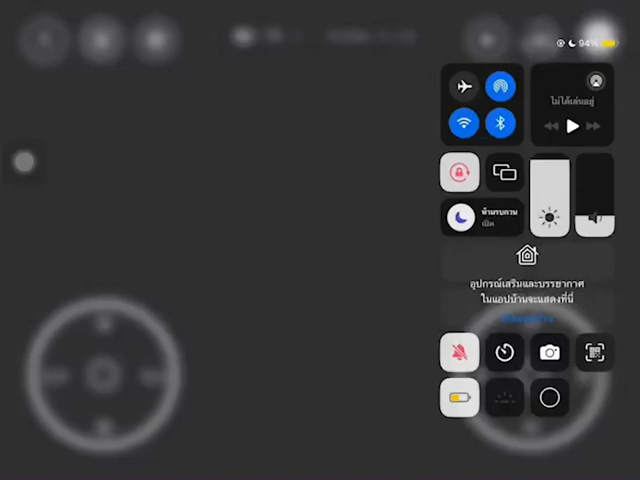 94%
ไม่ได้เล่นอยู่
ห้ามรบกวน
เปิด
อุปกรณ์เสริมและบรรยากาศ
ในแอปบ้านจะแสดงที่นี่